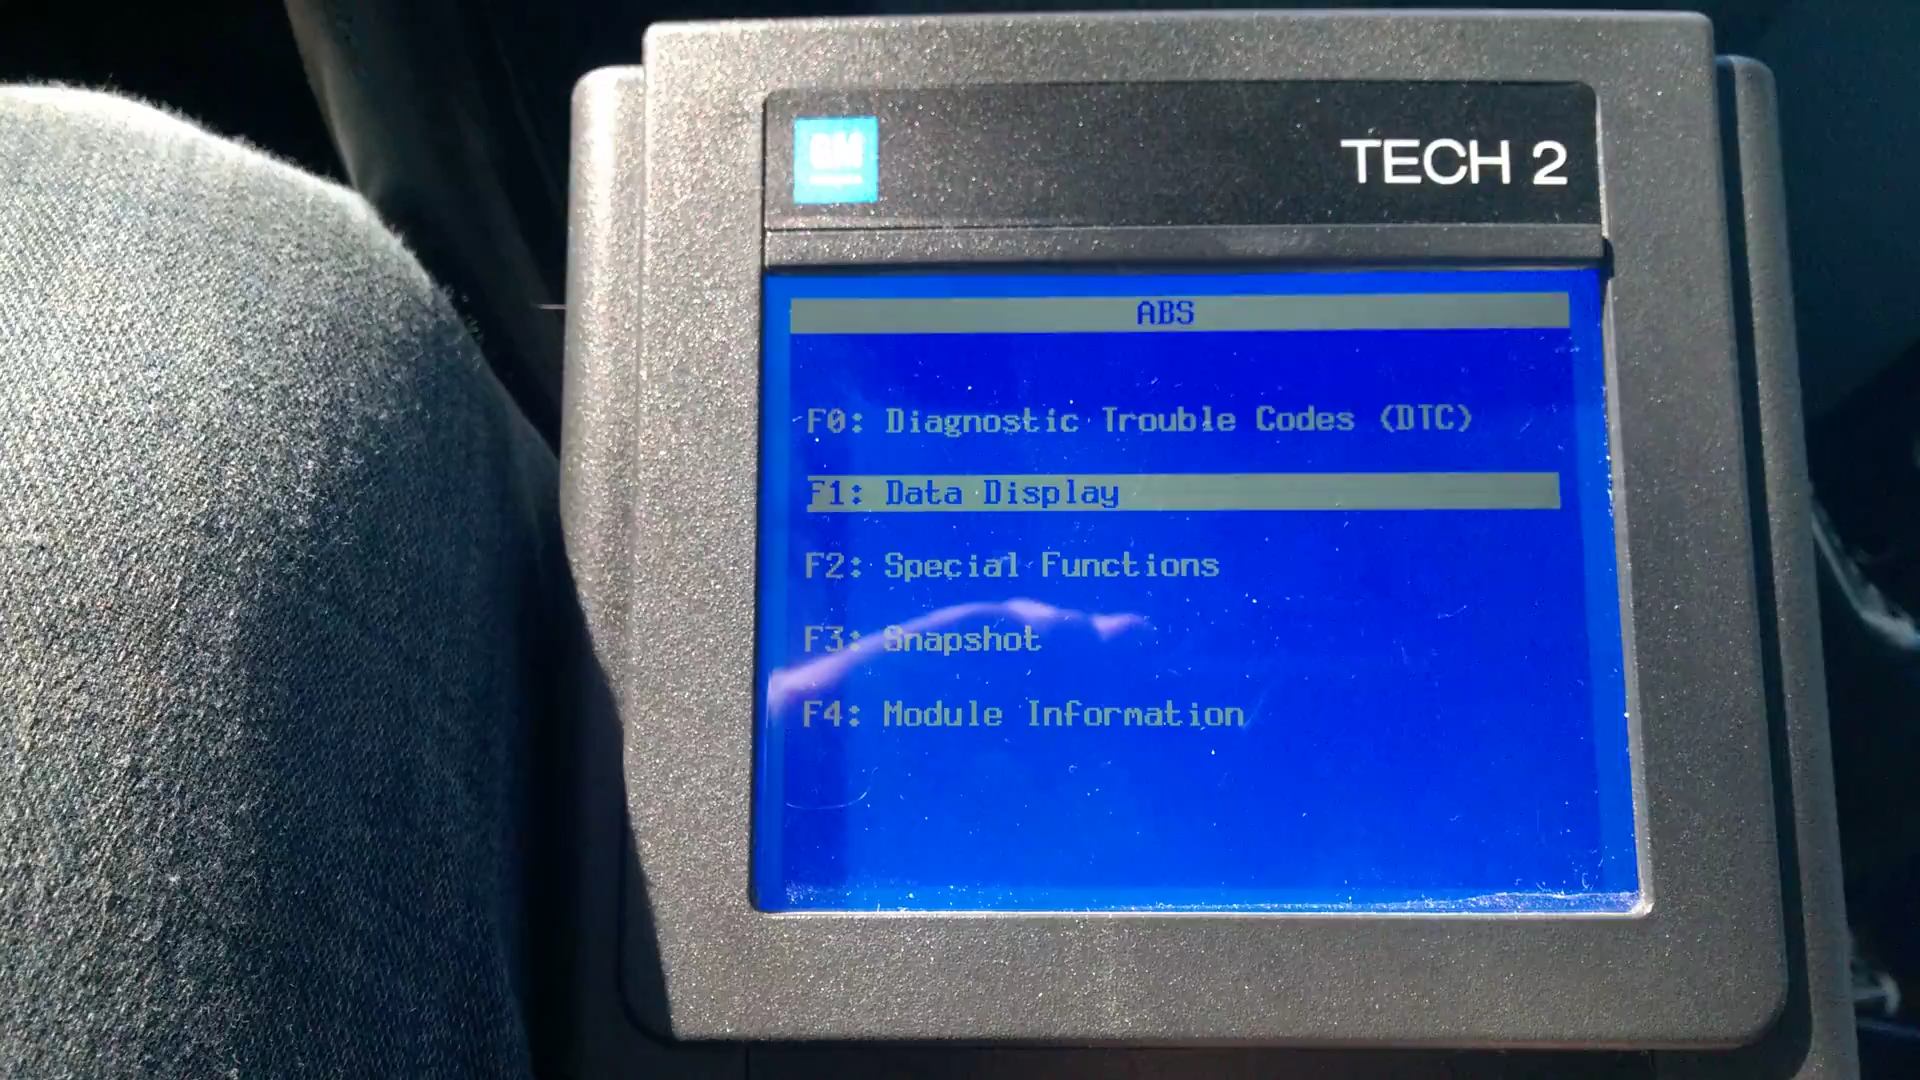 GM
TECH 2
ABS
F0: Diagnostic Trouble Codes (DTC)
F1: Data Display
F2: Special Functions
F3: Snapshot
F4: Module Information